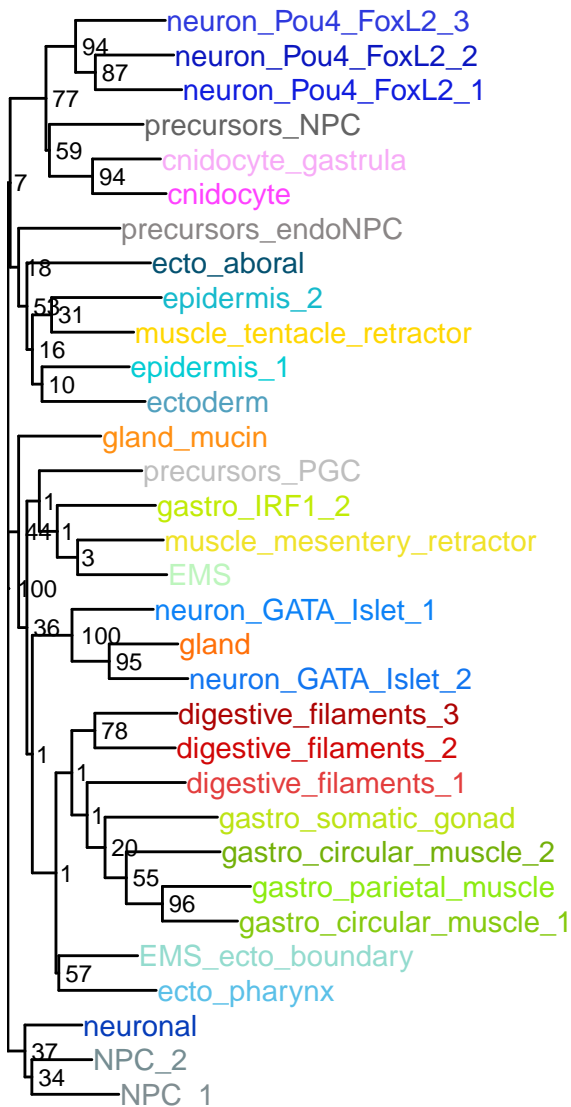 neuron_Pou4_FoxL2_3
94
neuron_Pou4_FoxL2_2
87
neuron_Pou4_FoxL2_1
77
precursors_NPC
59
cnidocyte_gastrula
94
cnidocyte
7
precursors_endoNPC
18
ecto_aboral
epidermis_2
53
31
muscle_tentacle_retractor
16
epidermis_1
10
ectoderm
gland_mucin
precursors_PGC
1
gastro_IRF1_2
44
1
muscle_mesentery_retractor
3
EMS
100
neuron_GATA_Islet_1
36
100
gland
95
neuron_GATA_Islet_2
digestive_filaments_3
78
digestive_filaments_2
1
1
digestive_filaments_1
1
gastro_somatic_gonad
20
gastro_circular_muscle_2
1
55
gastro_parietal_muscle
96
gastro_circular_muscle_1
EMS_ecto_boundary
57
ecto_pharynx
neuronal
37
NPC_2
34
NPC_1